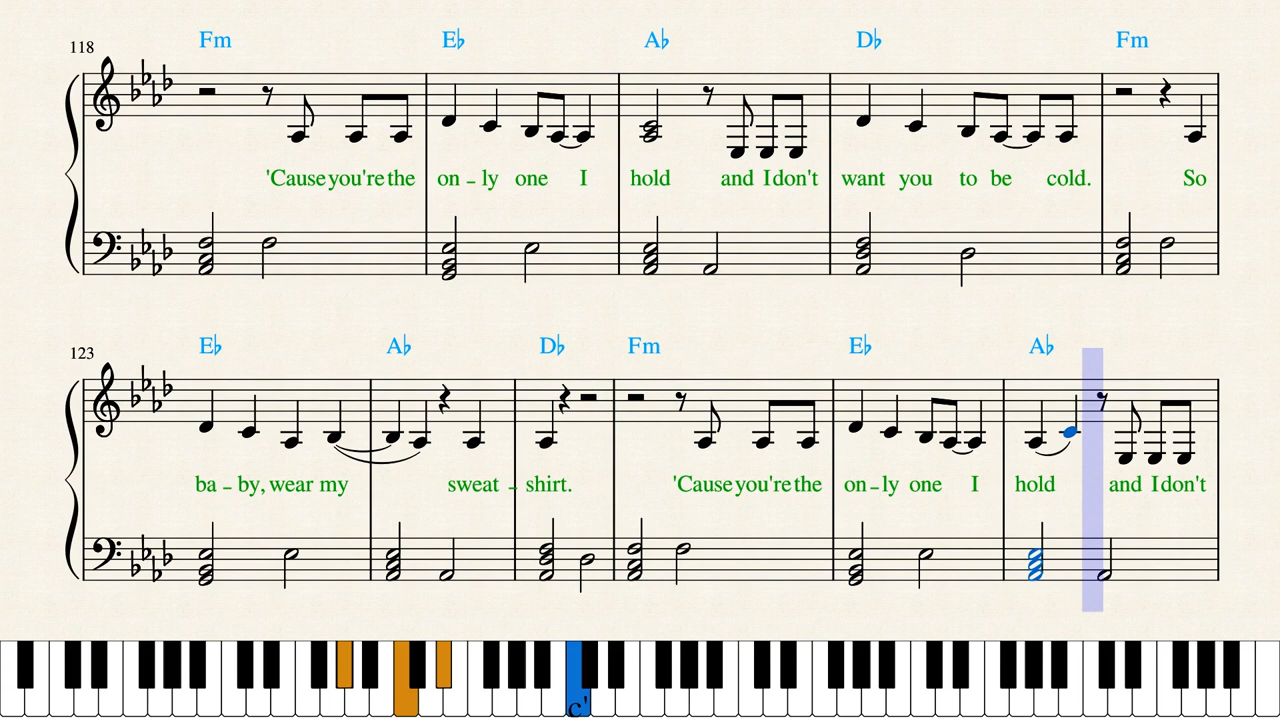 118 Fm E♭ A♭ D♭ Fm
'Cause you're the on - ly one I hold and I don't want you to be cold. So
123 E♭ A♭ D♭ Fm E♭ A♭
ba - by, wear my sweat - shirt. 'Cause you're the on - ly one I hold and I don't
c'